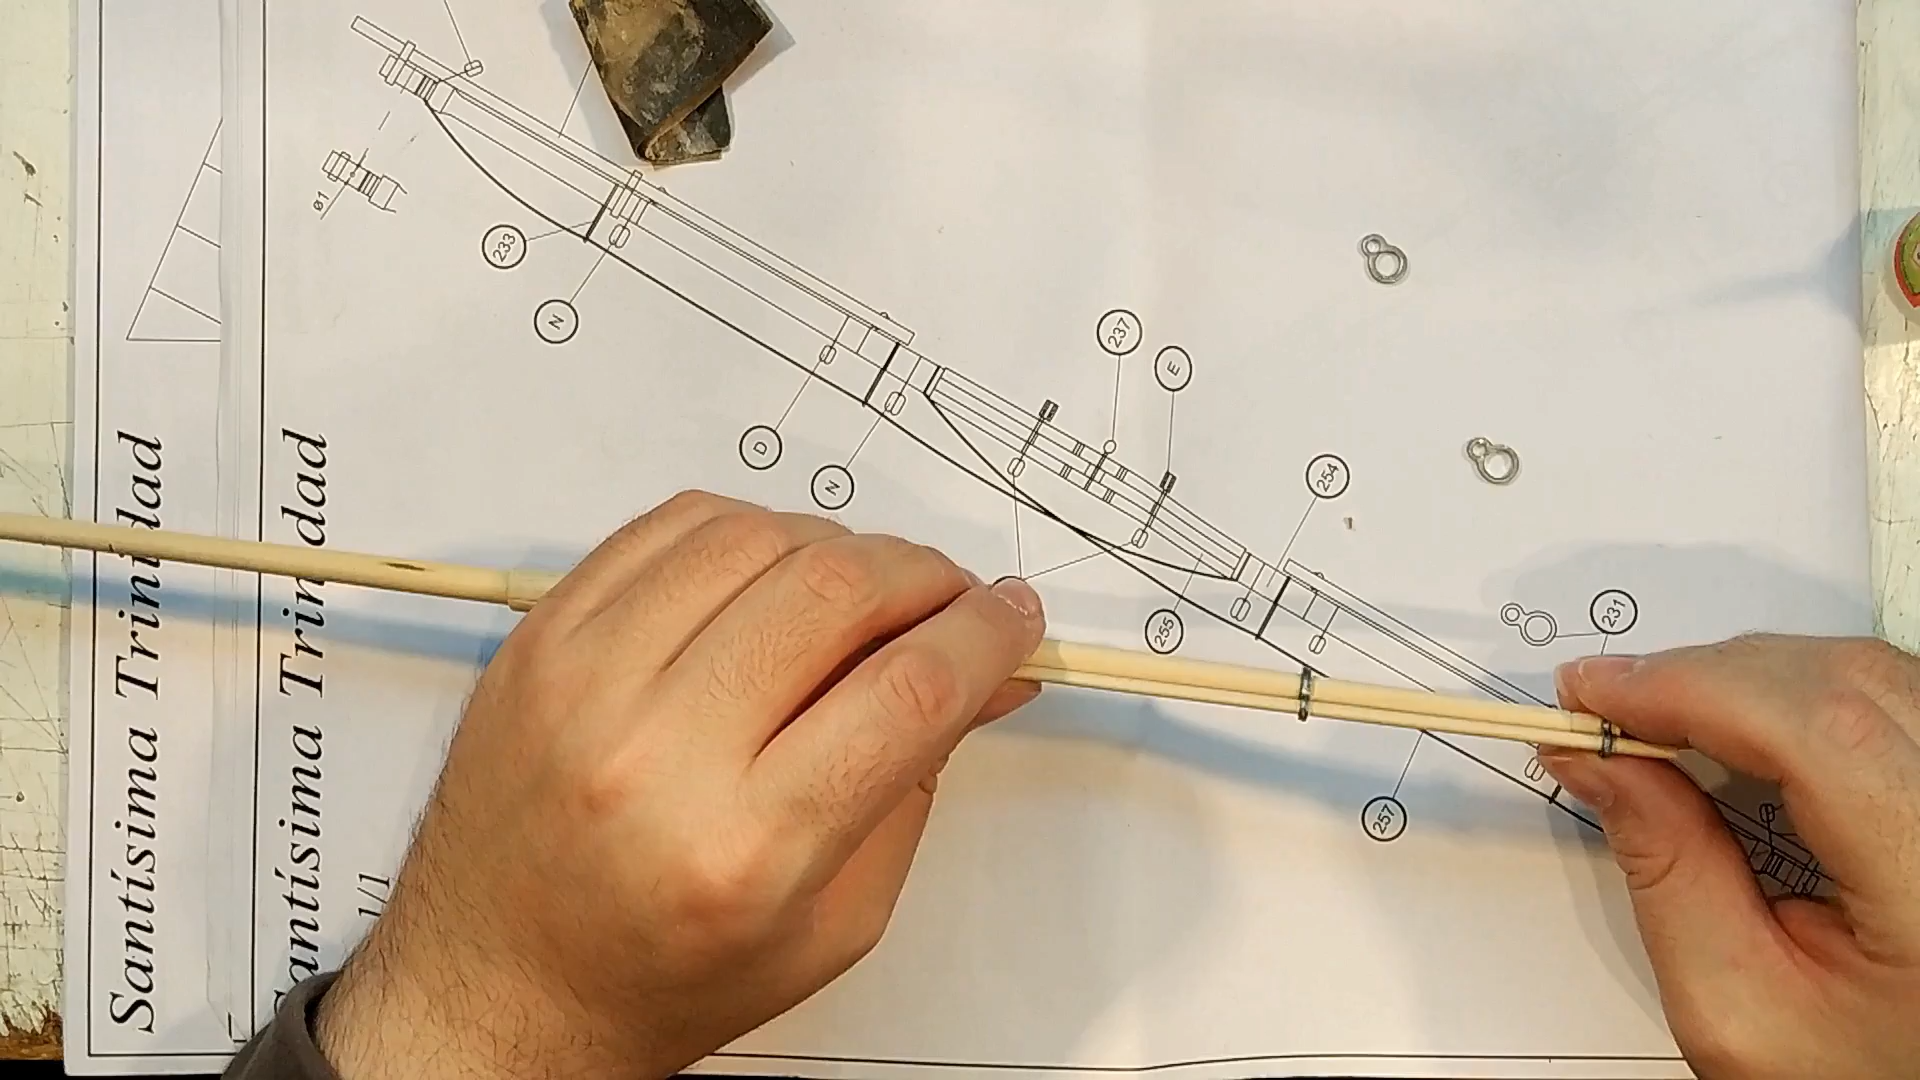 Santísima Trinidad
Santísima Trinidad
1/1
ø1
233
N
D
N
237
E
254
255
231
257